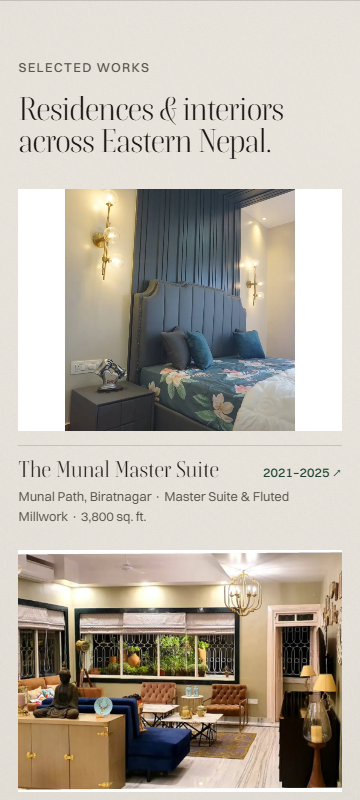 SELECTED WORKS
Residences & interiors
across Eastern Nepal.
The Munal Master Suite
2021–2025 ↗
Munal Path, Biratnagar · Master Suite & Fluted
Millwork · 3,800 sq. ft.